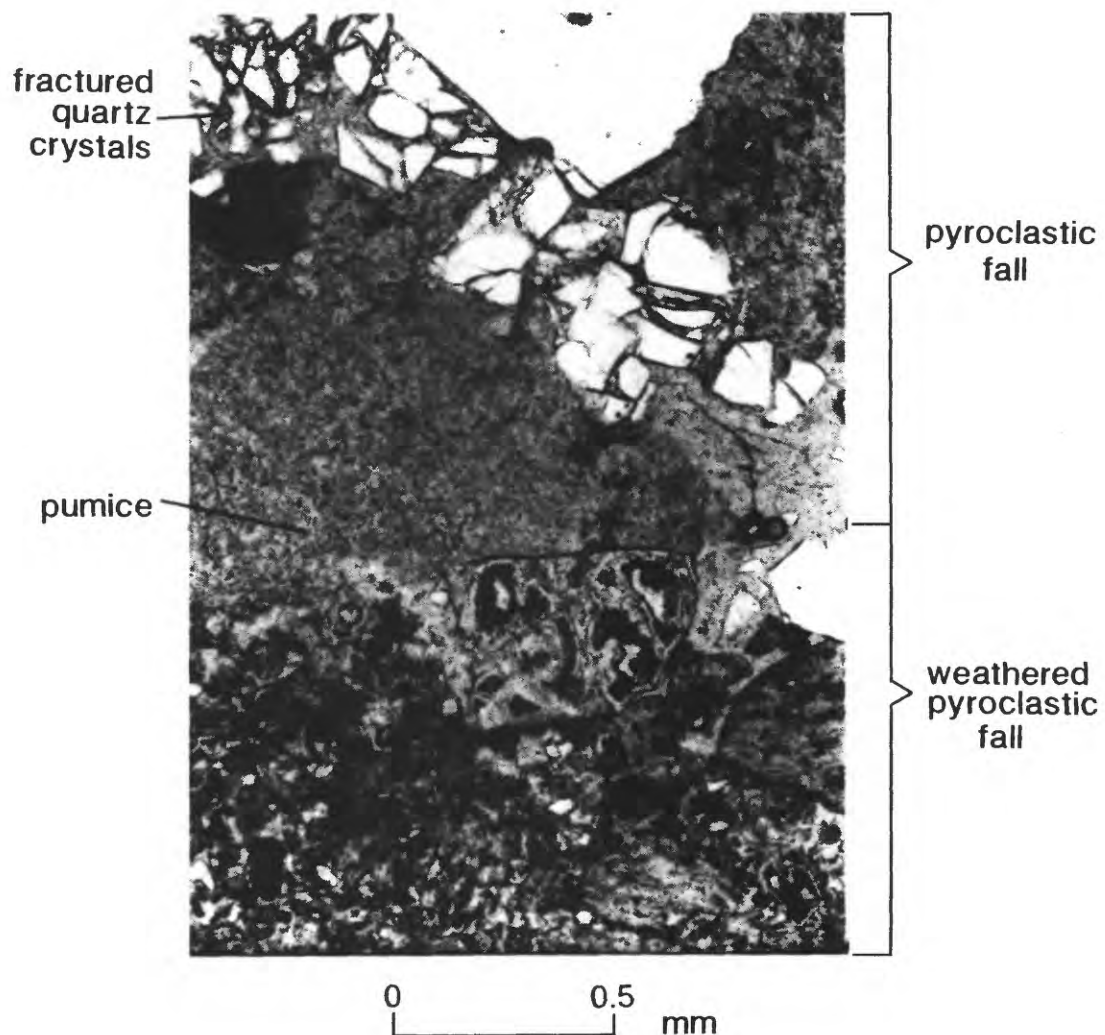 fractured
quartz
crystals
pyroclastic
fall
pumice
weathered
pyroclastic
fall
0 0.5
mm